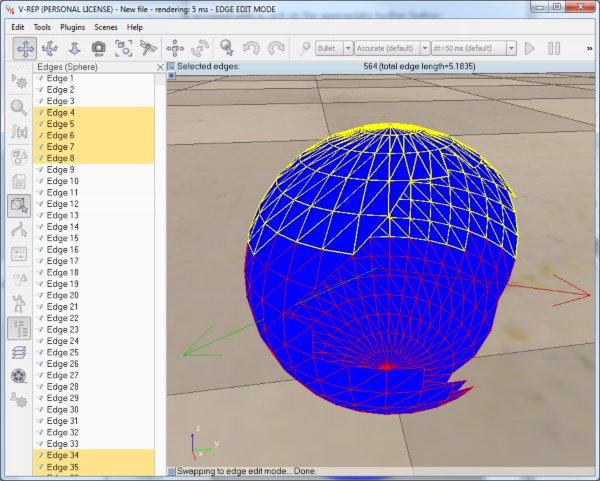 V-REP (PERSONAL LICENSE) - New file - rendering: 5 ms - EDGE EDIT MODE
Edit Tools Plugins Scenes Help
Bullet Accurate (default) dt=50 ms (default)
Edges (Sphere)
Selected edges: 564 (total edge length=5.1835)
Edge 1
Edge 2
Edge 3
Edge 4
Edge 5
Edge 6
Edge 7
Edge 8
Edge 9
Edge 10
Edge 11
Edge 12
Edge 13
Edge 14
Edge 15
Edge 16
Edge 17
Edge 18
Edge 19
Edge 20
Edge 21
Edge 22
Edge 23
Edge 24
Edge 25
Edge 26
Edge 27
Edge 28
Edge 29
Edge 30
Edge 31
Edge 32
Edge 33
Edge 34
Edge 35
f(x)
z
y
x
Swapping to edge edit mode... Done.